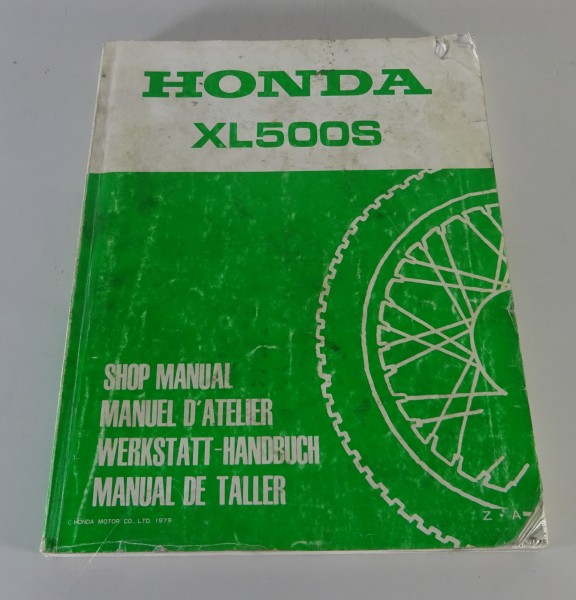 HONDA
XL500S
SHOP MANUAL
MANUEL D'ATELIER
WERKSTATT-HANDBUCH
MANUAL DE TALLER
© HONDA MOTOR CO., LTD. 1979
Z · A